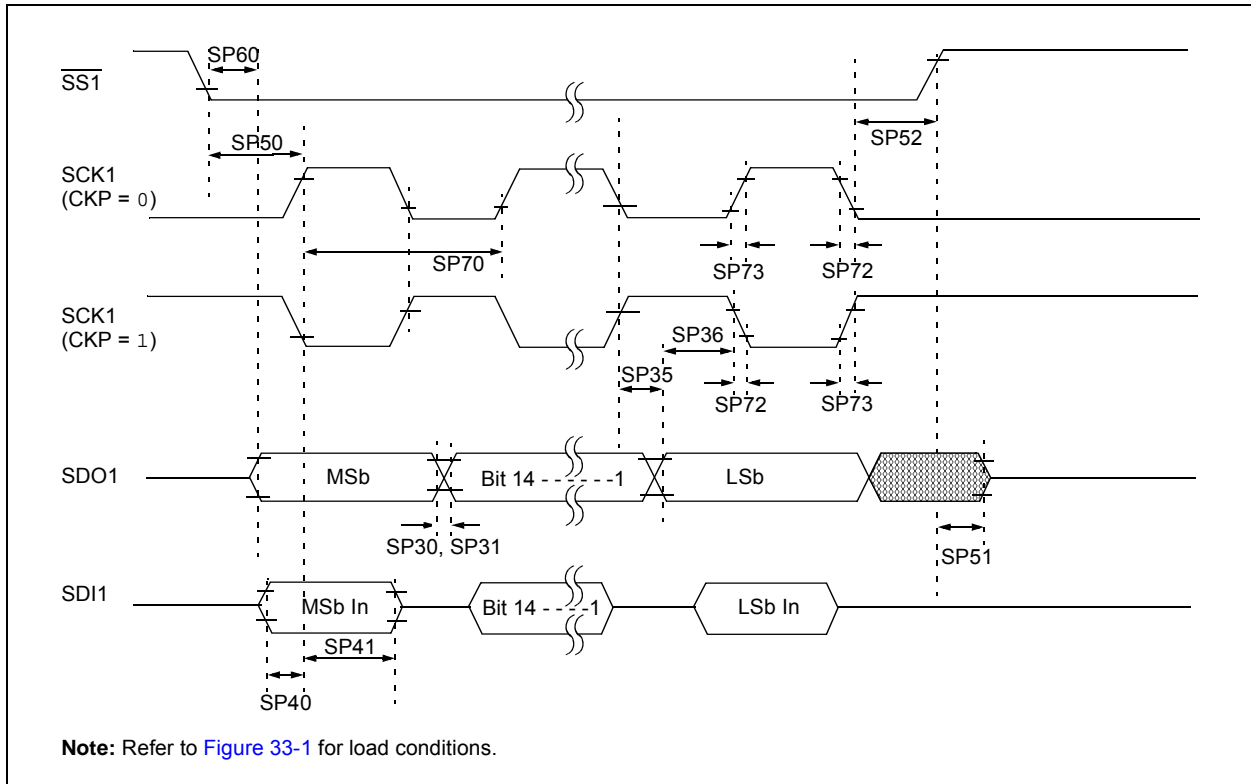 SP60
SS1
SP52
SP50
SCK1
(CKP = 0)
SP70
SP73
SP72
SCK1
(CKP = 1)
SP36
SP35
SP72
SP73
SDO1
MSb
Bit 14 - - - - - -1
LSb
SP30, SP31
SP51
SDI1
MSb In
Bit 14 - - - -1
LSb In
SP41
SP40
Note: Refer to Figure 33-1 for load conditions.